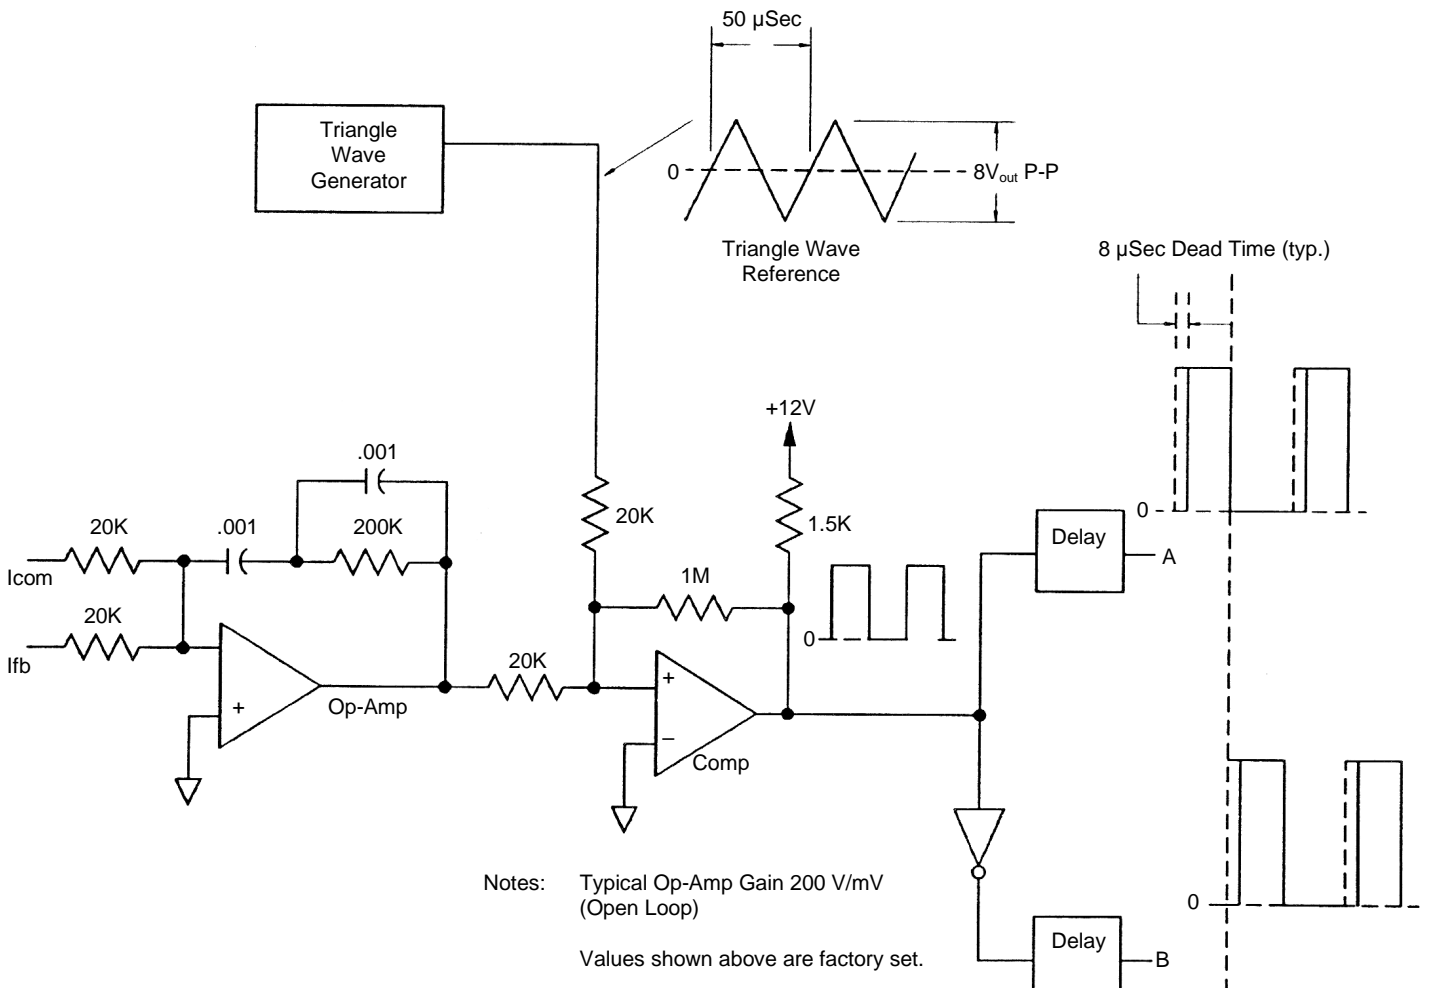 50 µSec
Triangle
Wave
Generator
0
8Vout P-P
Triangle Wave
Reference
8 µSec Dead Time (typ.)
+12V
.001
20K
.001
200K
20K
1.5K
Icom
1M
20K
Ifb
+
Op-Amp
20K
+
–
Comp
0
Delay
A
0
Notes: Typical Op-Amp Gain 200 V/mV
(Open Loop)
Values shown above are factory set.
0
Delay
B